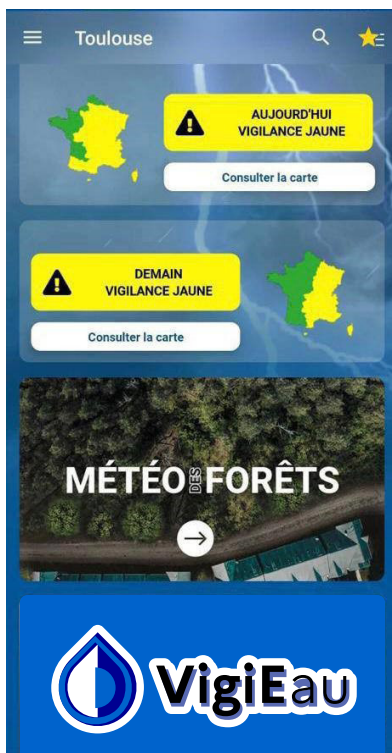 Toulouse
AUJOURD'HUI
VIGILANCE JAUNE
Consulter la carte
DEMAIN
VIGILANCE JAUNE
Consulter la carte
MÉTÉO DES FORÊTS
VigiEau